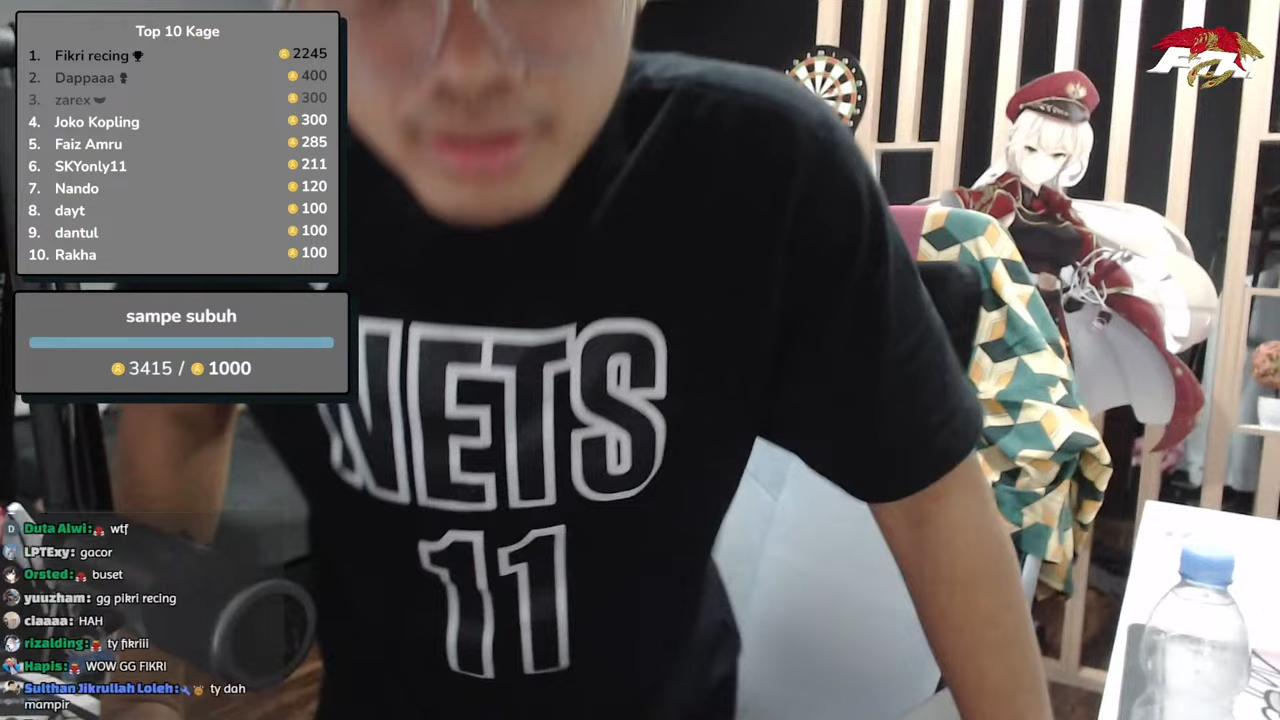 Top 10 Kage
1. Fikri recing 2245
2. Dappaaa 400
3. zarex 300
4. Joko Kopling 300
5. Faiz Amru 285
6. SKYonly11 211
7. Nando 120
8. dayt 100
9. dantul 100
10. Rakha 100
sampe subuh
3415 / 1000
NETS
11
D Duta Alwi: wtf
LPTExy: gacor
Orsted: buset
yuuzham: gg pikri recing
ciaaaa: HAH
rizalding: ty fikriii
Hapis: WOW GG FIKRI
Sulthan Jikrullah Loleh: ty dah
mampir